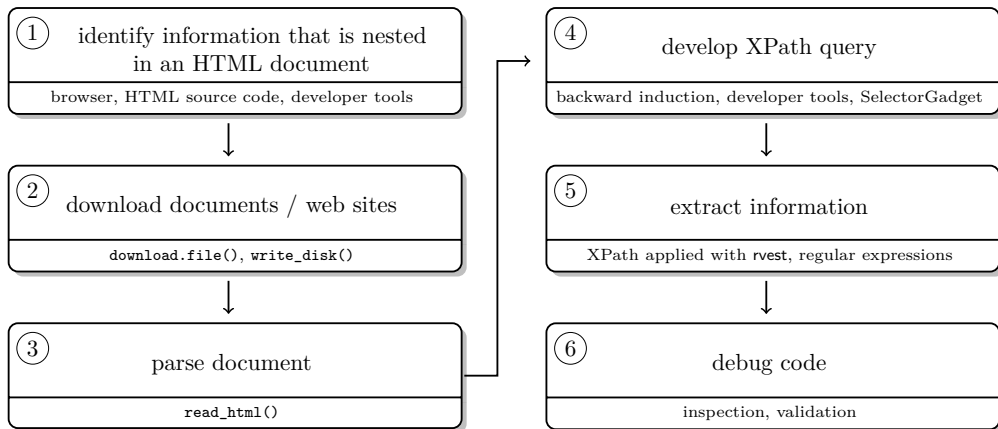 1
identify information that is nested
in an HTML document
browser, HTML source code, developer tools
2
download documents / web sites
download.file(), write_disk()
3
parse document
read_html()
4
develop XPath query
backward induction, developer tools, SelectorGadget
5
extract information
XPath applied with rvest, regular expressions
6
debug code
inspection, validation